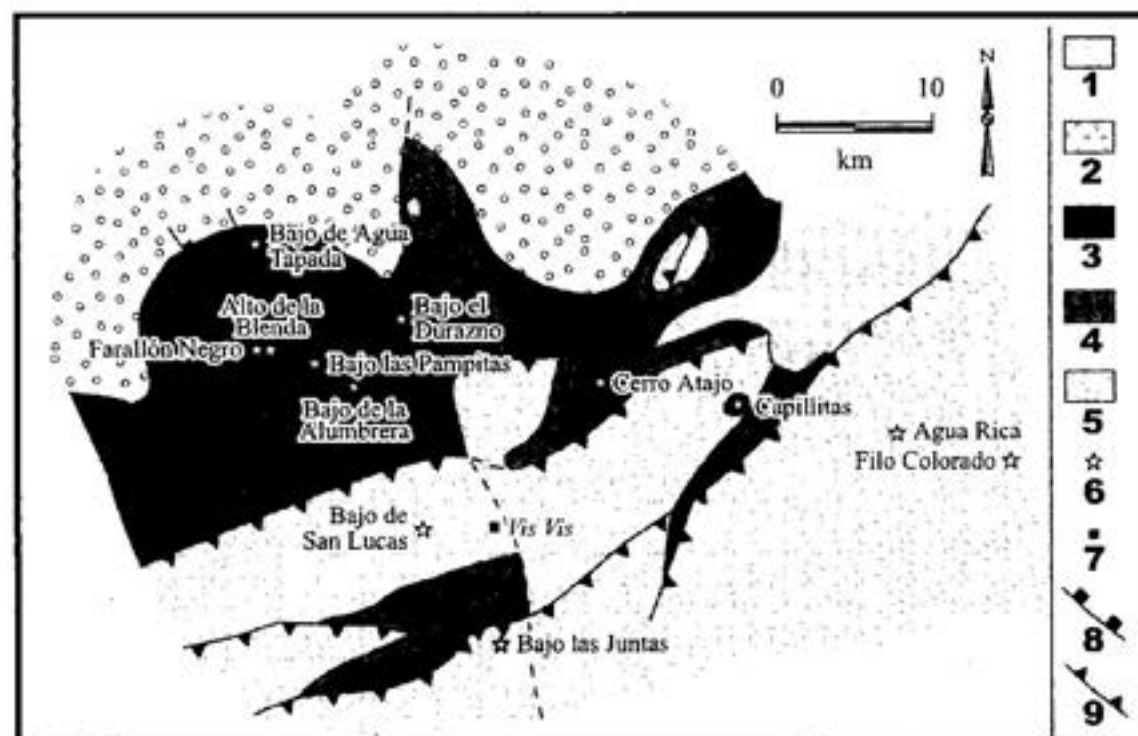 N
0 10
km
Bajo de Agua
Tapada
Alto de la
Blenda
Bajo el
Durazno
Farallón Negro
Bajo las Pampitas
Bajo de la
Alumbrera
Cerro Atajo
Capillitas
Agua Rica
Filo Colorado
Bajo de
San Lucas
Vis Vis
Bajo las Juntas
1
2
3
4
5
6
7
8
9